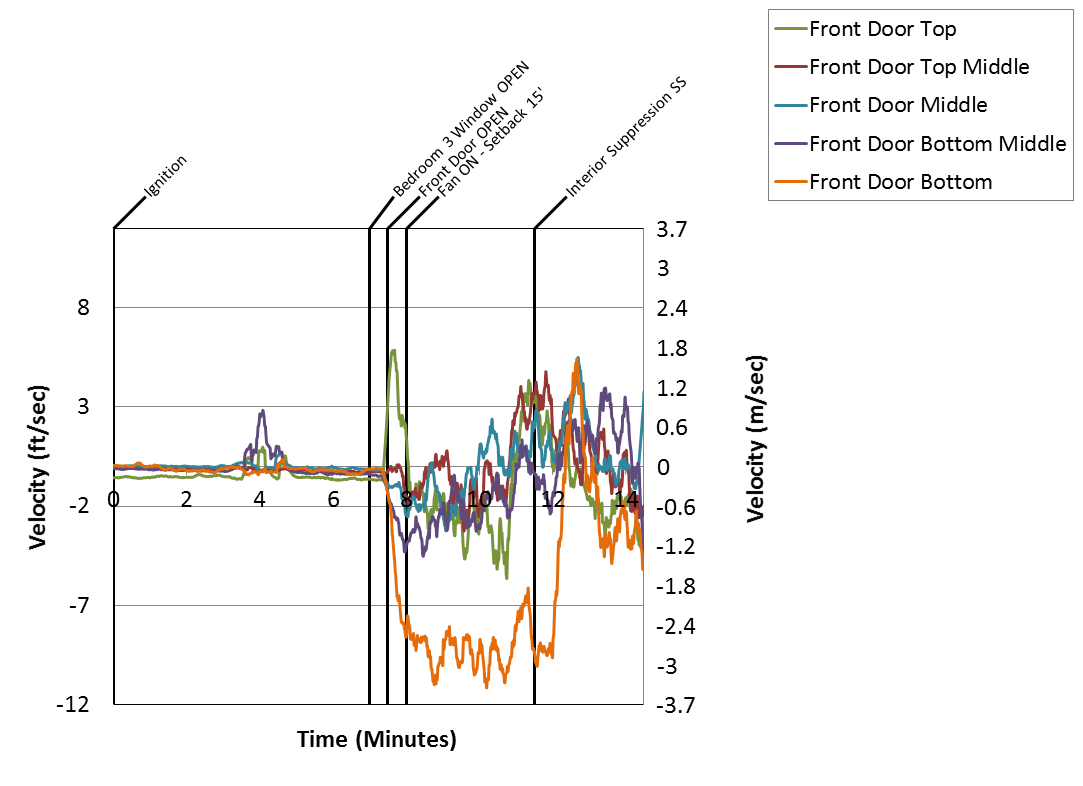 Front Door Top
Front Door Top Middle
Front Door Middle
Front Door Bottom Middle
Front Door Bottom
Ignition
Bedroom 3 Window OPEN
Front Door OPEN
Fan ON - Setback 15'
Interior Suppression SS
Velocity (ft/sec)
8
3
-2
-7
-12
0
2
4
6
8
10
12
14
Time (Minutes)
3.7
3
2.4
1.8
1.2
0.6
0
-0.6
-1.2
-1.8
-2.4
-3
-3.7
Velocity (m/sec)